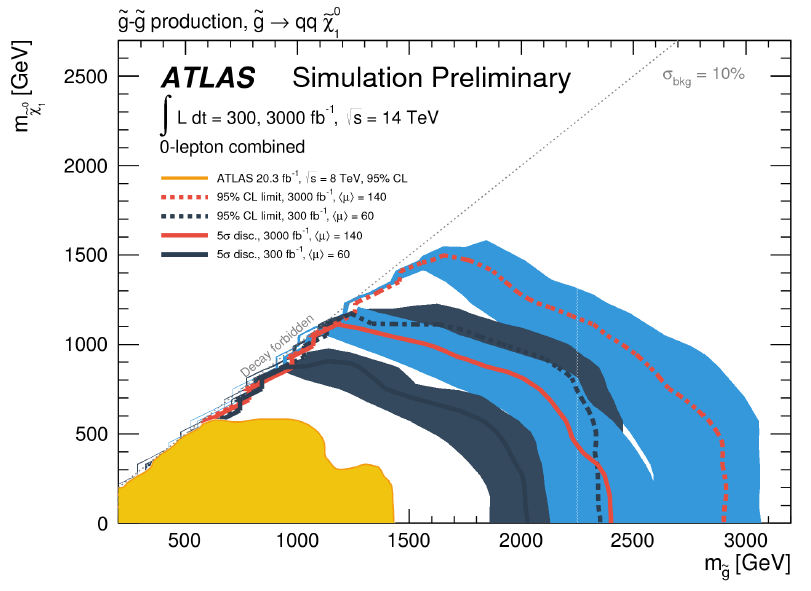 g̃-g̃ production, g̃ → qq χ̃₁⁰
m_χ̃₁⁰ [GeV]
2500
2000
1500
1000
500
0
ATLAS Simulation Preliminary
σ_bkg = 10%
∫ L dt = 300, 3000 fb⁻¹, √s = 14 TeV
0-lepton combined
ATLAS 20.3 fb⁻¹, √s = 8 TeV, 95% CL
95% CL limit, 3000 fb⁻¹, ⟨μ⟩ = 140
95% CL limit, 300 fb⁻¹, ⟨μ⟩ = 60
5σ disc., 3000 fb⁻¹, ⟨μ⟩ = 140
5σ disc., 300 fb⁻¹, ⟨μ⟩ = 60
Decay forbidden
500 1000 1500 2000 2500 3000
m_g̃ [GeV]